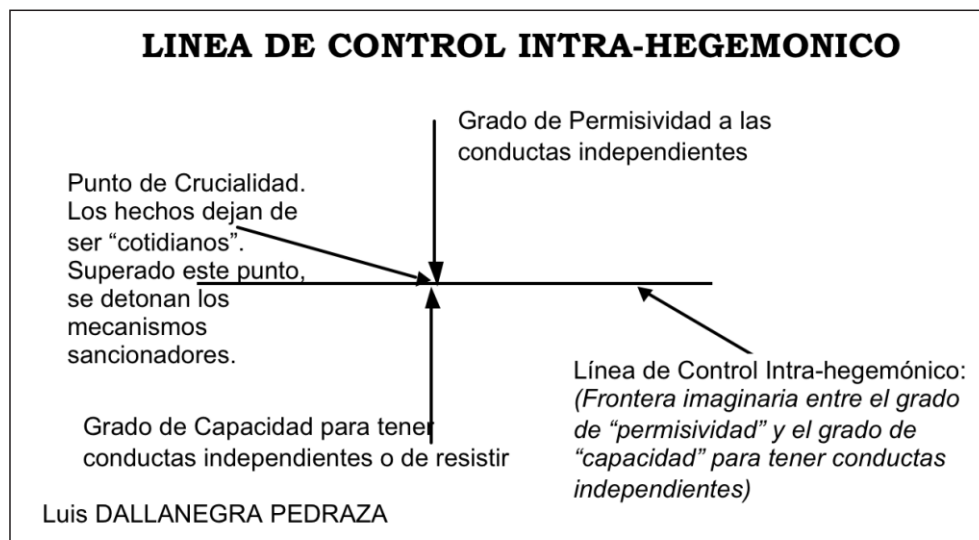 LINEA DE CONTROL INTRA-HEGEMONICO
Grado de Permisividad a las
conductas independientes
Punto de Crucialidad.
Los hechos dejan de
ser “cotidianos”.
Superado este punto,
se detonan los
mecanismos
sancionadores.
Línea de Control Intra-hegemónico:
(Frontera imaginaria entre el grado
de “permisividad” y el grado de
“capacidad” para tener conductas
independientes)
Grado de Capacidad para tener
conductas independientes o de resistir
Luis DALLANEGRA PEDRAZA